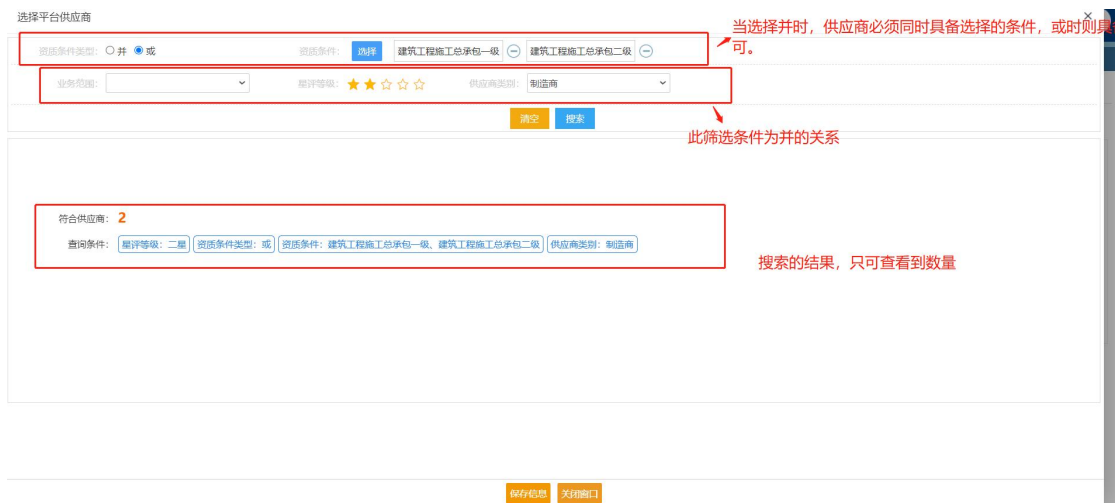 选择平台供应商
当选择并时，供应商必须同时具备选择的条件，或时则具
可。
资质条件类型： 并 或 资质条件： 选择 建筑工程施工总承包一级 建筑工程施工总承包二级
业务范围： 星评等级： 供应商类别： 制造商
清空 搜索
此筛选条件为并的关系
符合供应商： 2
查询条件： 星评等级：二星 资质条件类型：或 资质条件：建筑工程施工总承包一级、建筑工程施工总承包二级 供应商类别：制造商
搜索的结果，只可查看到数量
保存信息 关闭窗口